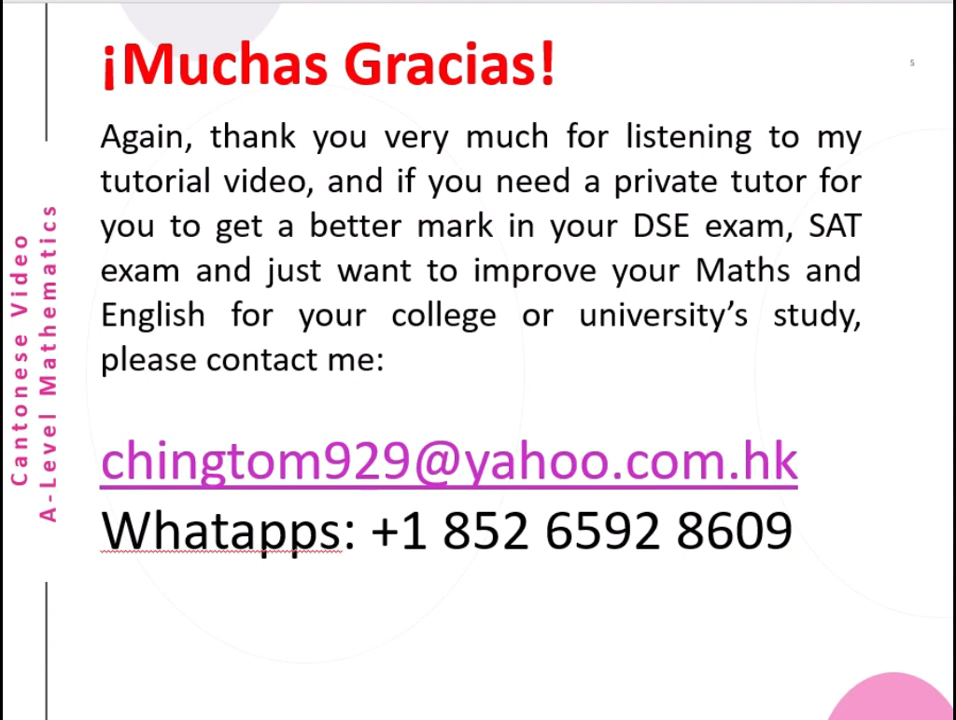 ¡Muchas Gracias!
5
Again, thank you very much for listening to my
tutorial video, and if you need a private tutor for
you to get a better mark in your DSE exam, SAT
exam and just want to improve your Maths and
English for your college or university’s study,
please contact me:
chingtom929@yahoo.com.hk
Whatapps: +1 852 6592 8609
Cantonese Video
A-Level Mathematics